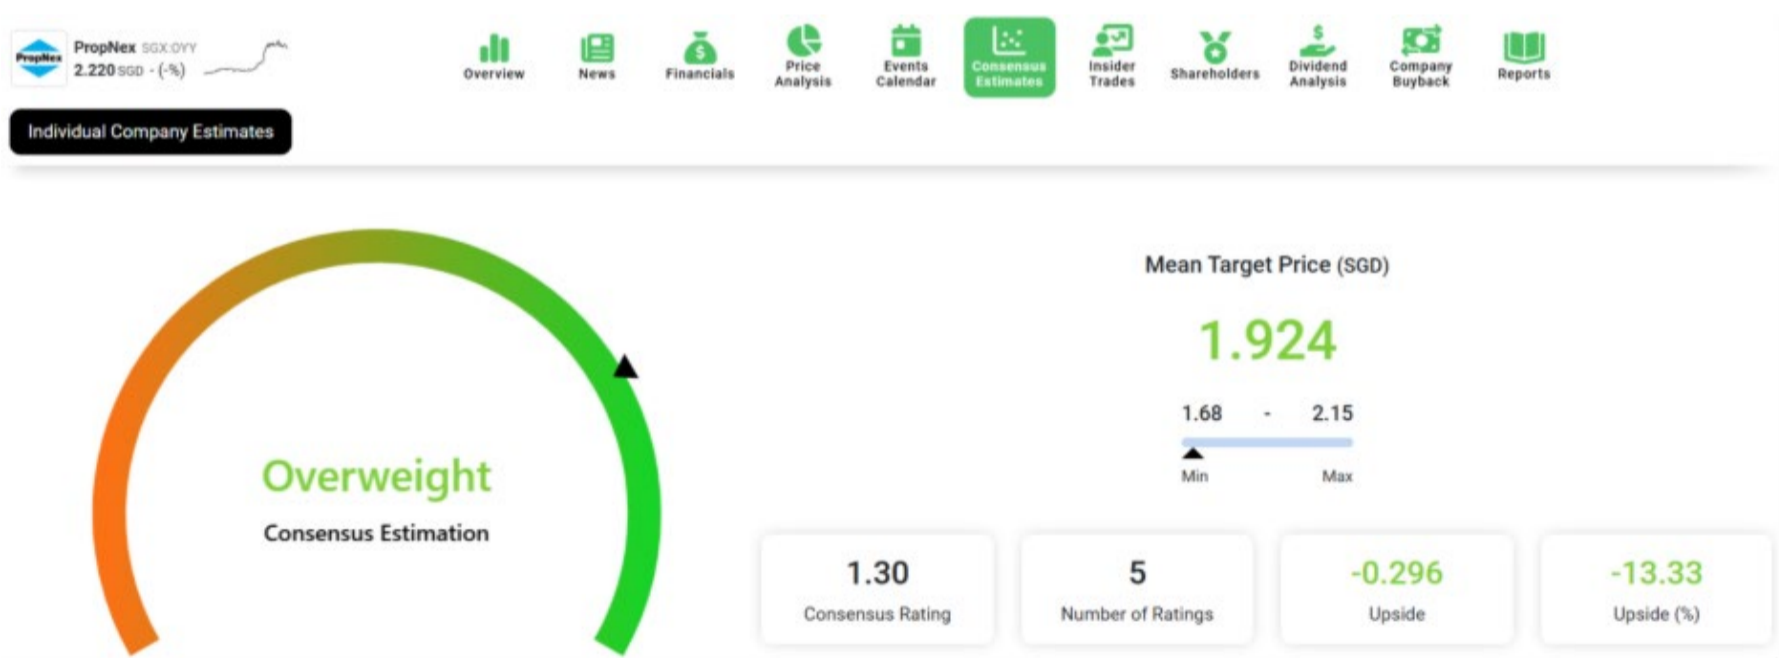 PropNex
PropNex SGX:OYY
2.220 SGD - (-%)
Overview
News
Financials
Price
Analysis
Events
Calendar
Consensus
Estimates
Insider
Trades
Shareholders
Dividend
Analysis
Company
Buyback
Reports
Individual Company Estimates
Overweight
Consensus Estimation
Mean Target Price (SGD)
1.924
1.68 - 2.15
Min Max
1.30
Consensus Rating
5
Number of Ratings
-0.296
Upside
-13.33
Upside (%)